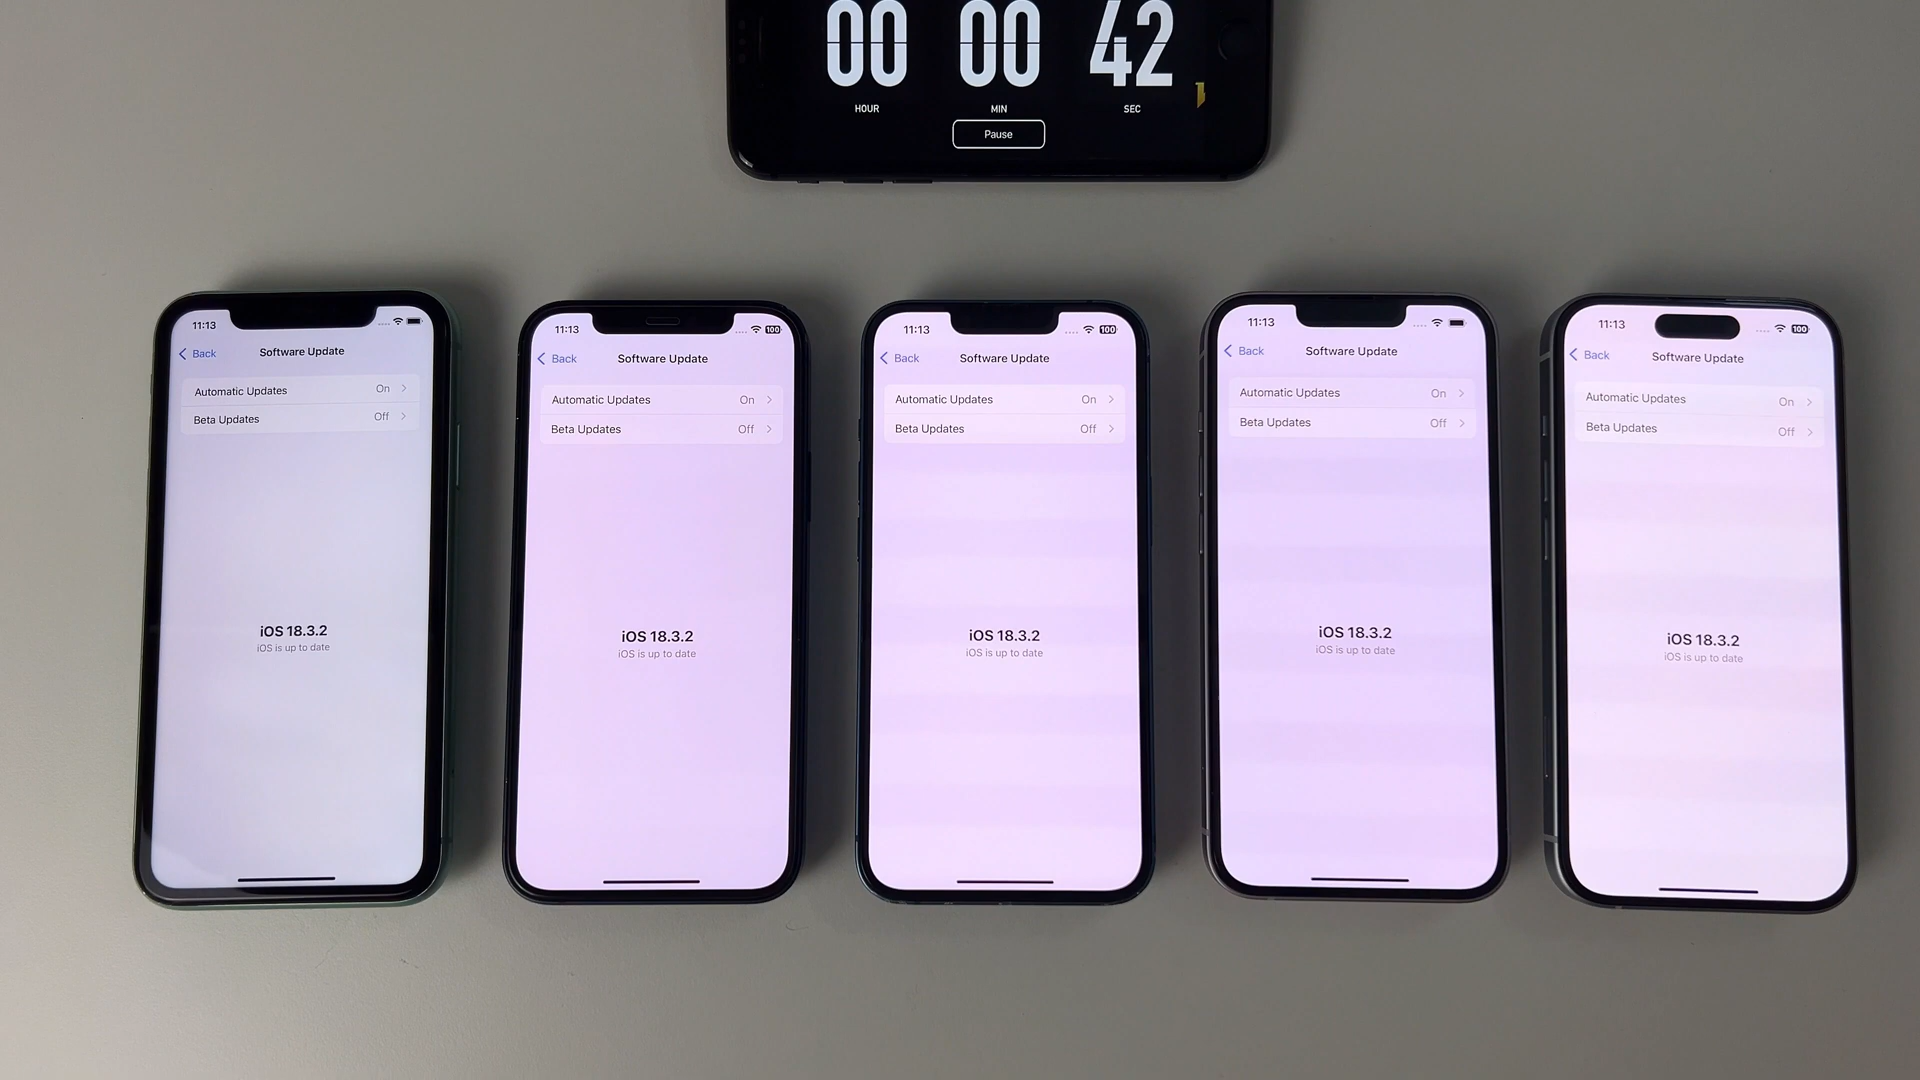 00 00 42
HOUR MIN SEC
Pause
11:13
Back Software Update
Automatic Updates On
Beta Updates Off
iOS 18.3.2
iOS is up to date
11:13 100
Back Software Update
Automatic Updates On
Beta Updates Off
iOS 18.3.2
iOS is up to date
11:13 100
Back Software Update
Automatic Updates On
Beta Updates Off
iOS 18.3.2
iOS is up to date
11:13
Back Software Update
Automatic Updates On
Beta Updates Off
iOS 18.3.2
iOS is up to date
11:13 100
Back Software Update
Automatic Updates On
Beta Updates Off
iOS 18.3.2
iOS is up to date